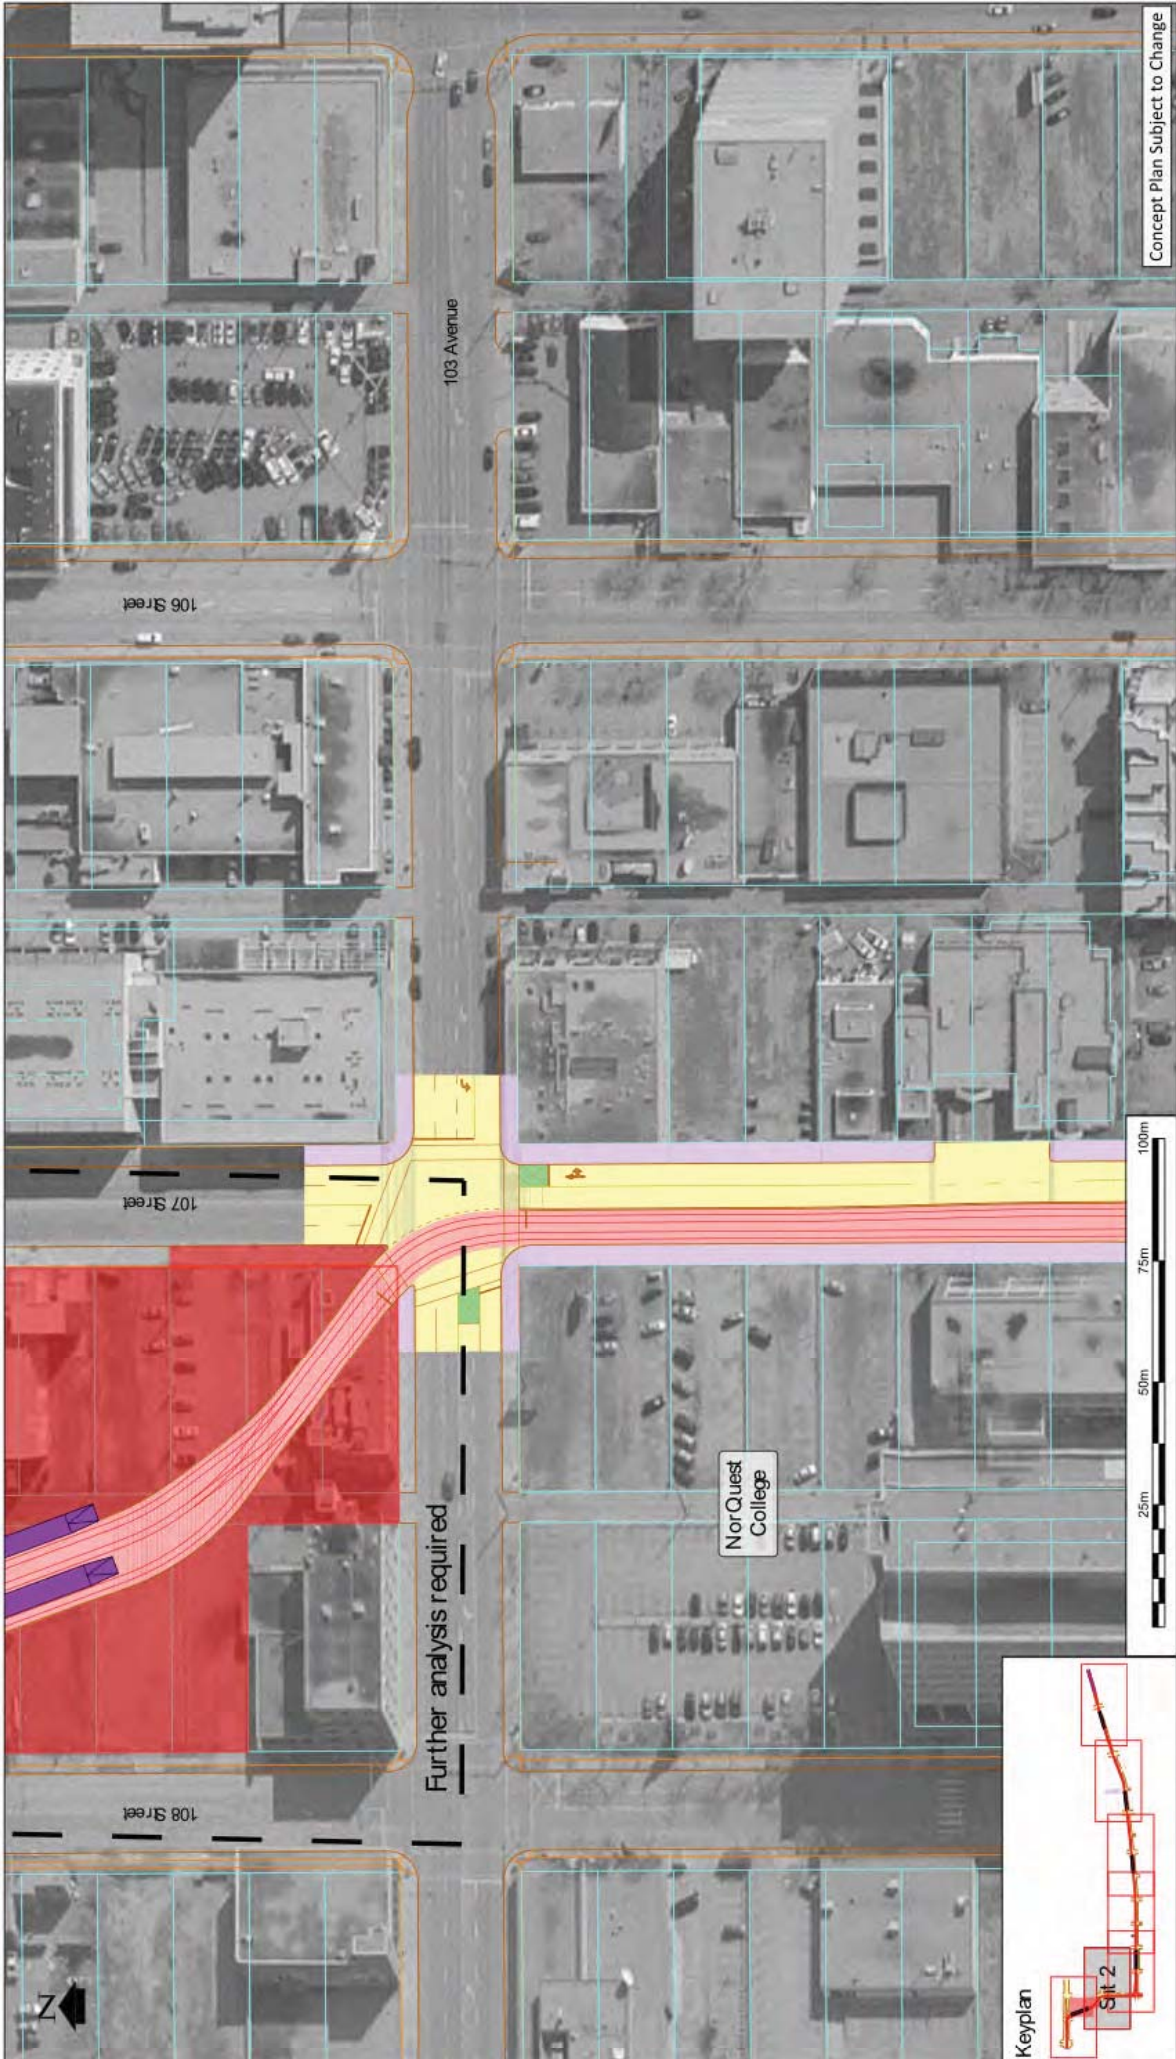 Concept Plan Subject to Change
103 Avenue
106 Street
107 Street
108 Street
Further analysis required
NorQuest
College
25m
50m
75m
100m
N
Keyplan
Sht 2